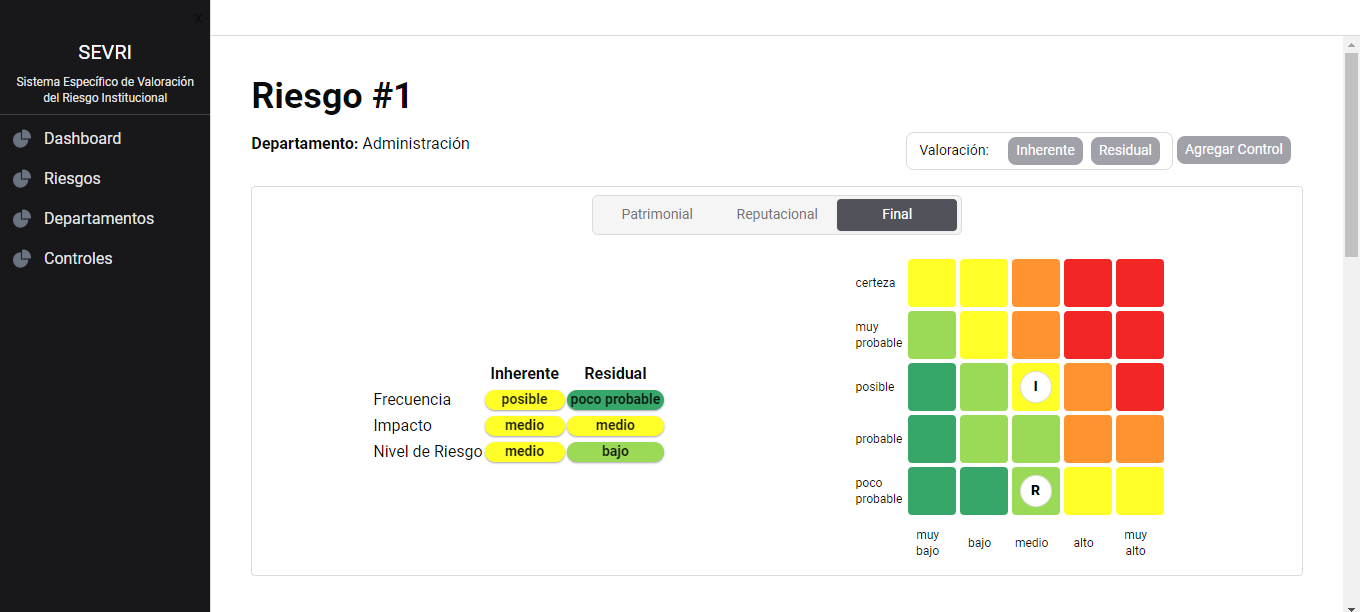 x
SEVRI
Sistema Específico de Valoración
del Riesgo Institucional
Dashboard
Riesgos
Departamentos
Controles
Riesgo #1
Departamento: Administración
Valoración: Inherente Residual Agregar Control
Patrimonial Reputacional Final
Inherente Residual
Frecuencia posible poco probable
Impacto medio medio
Nivel de Riesgo medio bajo
certeza
muy
probable
posible I
probable
poco
probable R
muy
bajo
bajo
medio
alto
muy
alto